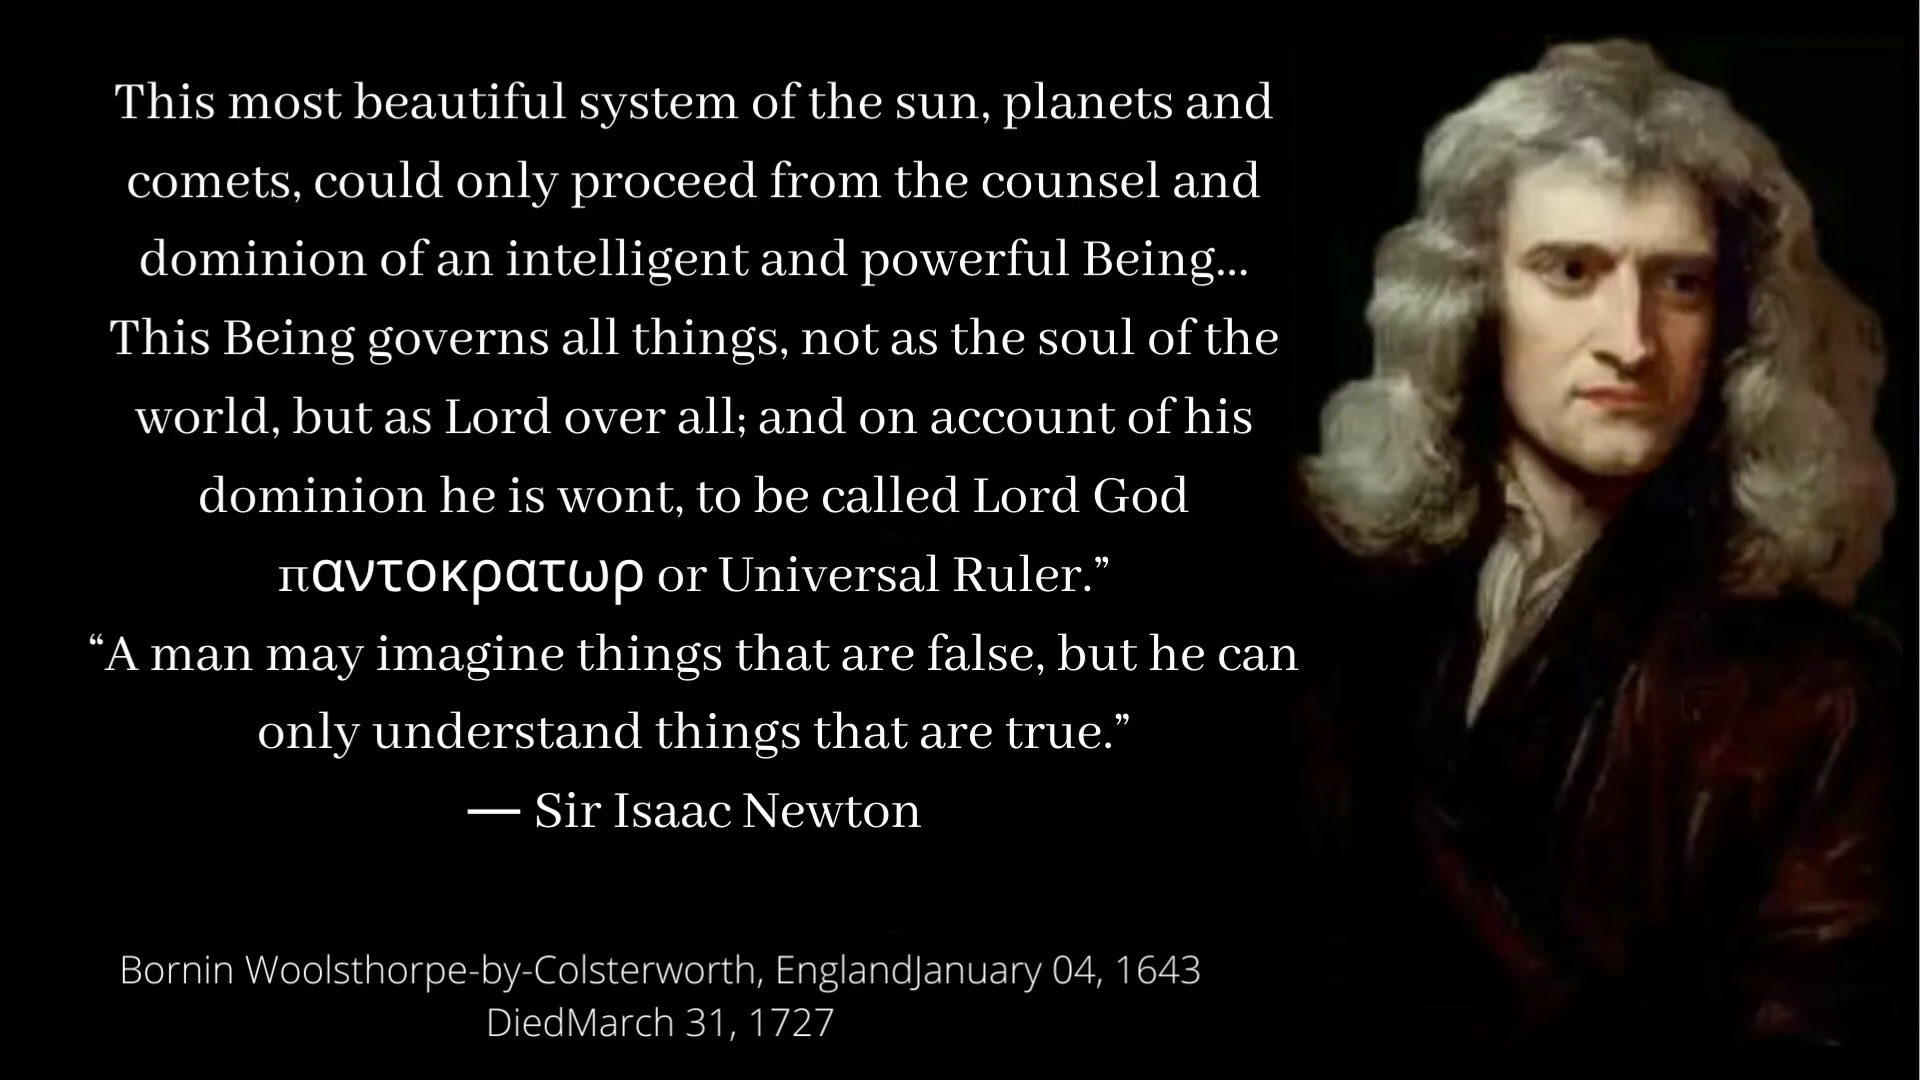 This most beautiful system of the sun, planets and
comets, could only proceed from the counsel and
dominion of an intelligent and powerful Being...
This Being governs all things, not as the soul of the
world, but as Lord over all; and on account of his
dominion he is wont, to be called Lord God
παντοκρατωρ or Universal Ruler.”
“A man may imagine things that are false, but he can
only understand things that are true.”
― Sir Isaac Newton
Bornin Woolsthorpe-by-Colsterworth, EnglandJanuary 04, 1643
DiedMarch 31, 1727